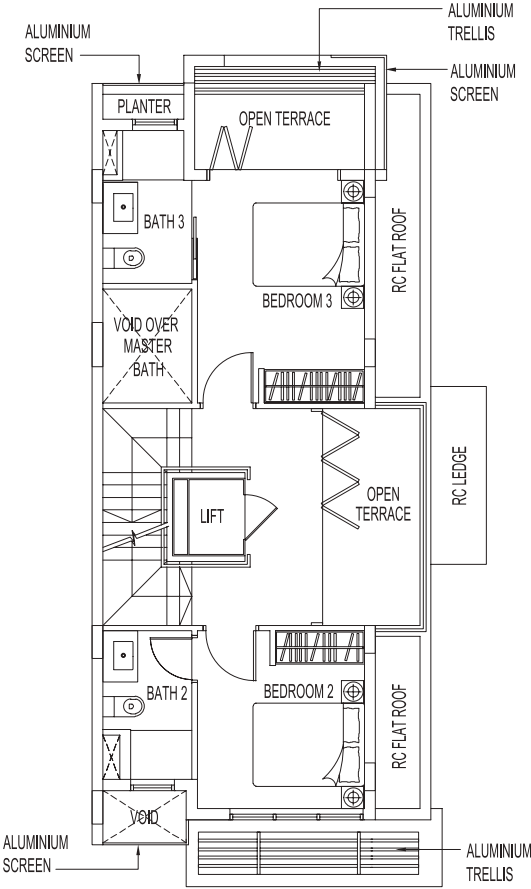 ALUMINIUM
TRELLIS
ALUMINIUM
SCREEN
ALUMINIUM
SCREEN
PLANTER
OPEN TERRACE
BATH 3
RC FLAT ROOF
BEDROOM 3
VOID OVER
MASTER
BATH
RC LEDGE
OPEN
TERRACE
LIFT
BATH 2
BEDROOM 2
RC FLAT ROOF
VOID
ALUMINIUM
SCREEN
ALUMINIUM
TRELLIS